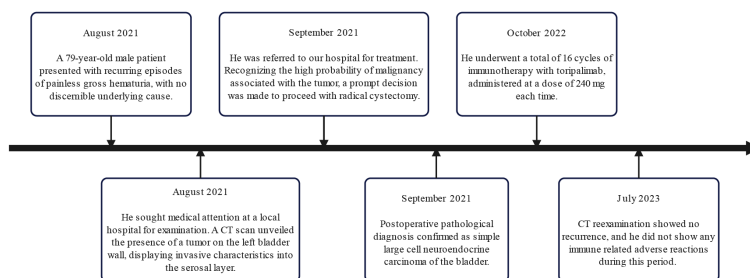 August 2021
A 79-year-old male patient
presented with recurring episodes
of painless gross hematuria, with no
discernible underlying cause.
September 2021
He was referred to our hospital for treatment.
Recognizing the high probability of malignancy
associated with the tumor, a prompt decision
was made to proceed with radical cystectomy.
October 2022
He underwent a total of 16 cycles of
immunotherapy with toripalimab,
administered at a dose of 240 mg
each time.
August 2021
He sought medical attention at a local
hospital for examination. A CT scan unveiled
the presence of a tumor on the left bladder
wall, displaying invasive characteristics into
the serosal layer.
September 2021
Postoperative pathological
diagnosis confirmed as simple
large cell neuroendocrine
carcinoma of the bladder.
July 2023
CT reexamination showed no
recurrence, and he did not show any
immune related adverse reactions
during this period.